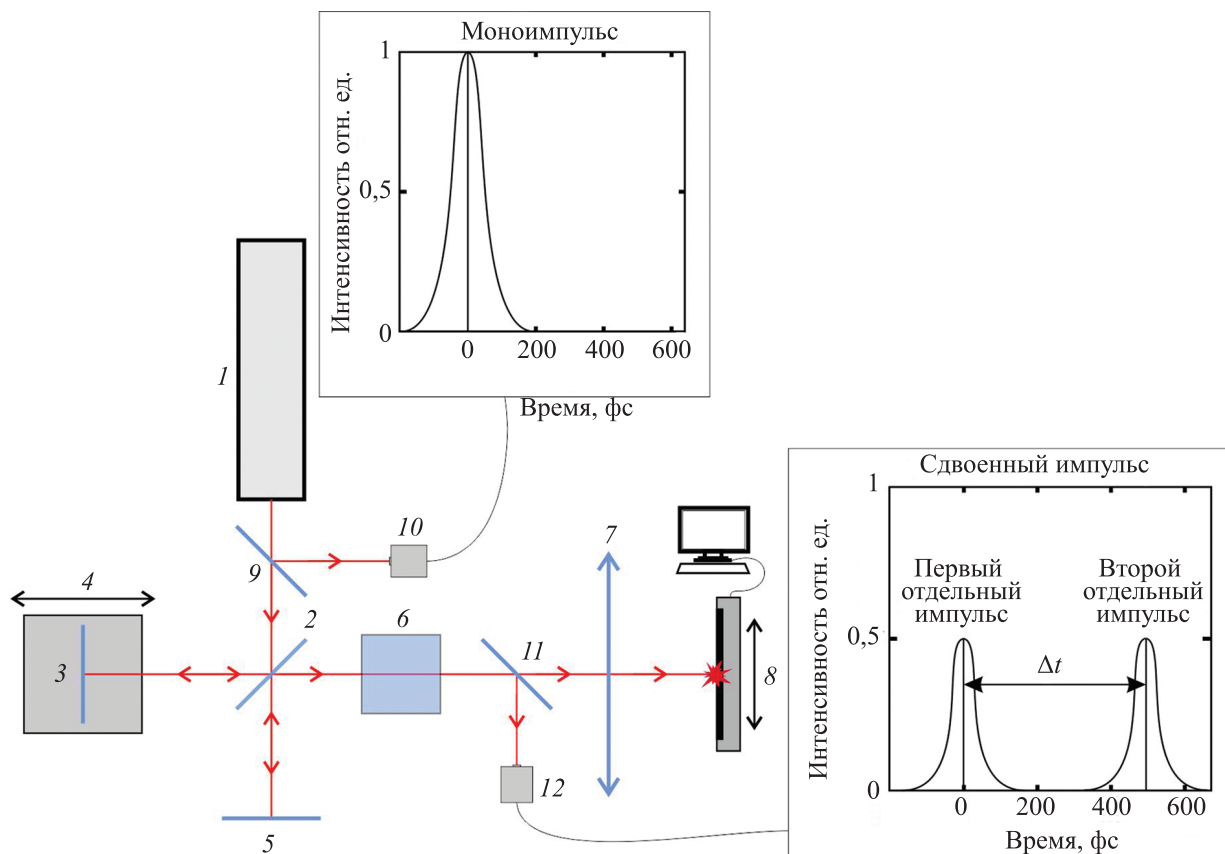 Моноимпульс
Интенсивность отн. ед.
1
0,5
0
0 200 400 600
Время, фс
1
9
10
4
3
2
6
11
7
8
5
12
Сдвоенный импульс
Интенсивность отн. ед.
1
0,5
0
Первый
отдельный
импульс
Второй
отдельный
импульс
Δt
0 200 400 600
Время, фс